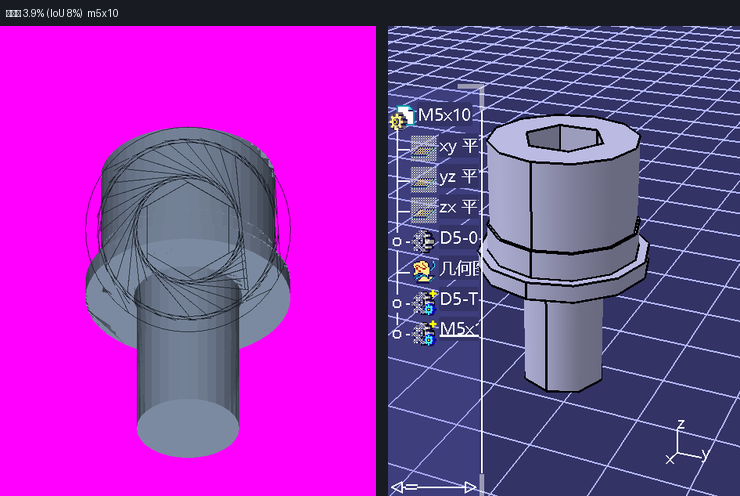 3.9% (IoU 8%) m5x10
M5x10
xy 平
yz 平
zx 平
D5-0
几何
D5-T
M5x
z
x
y